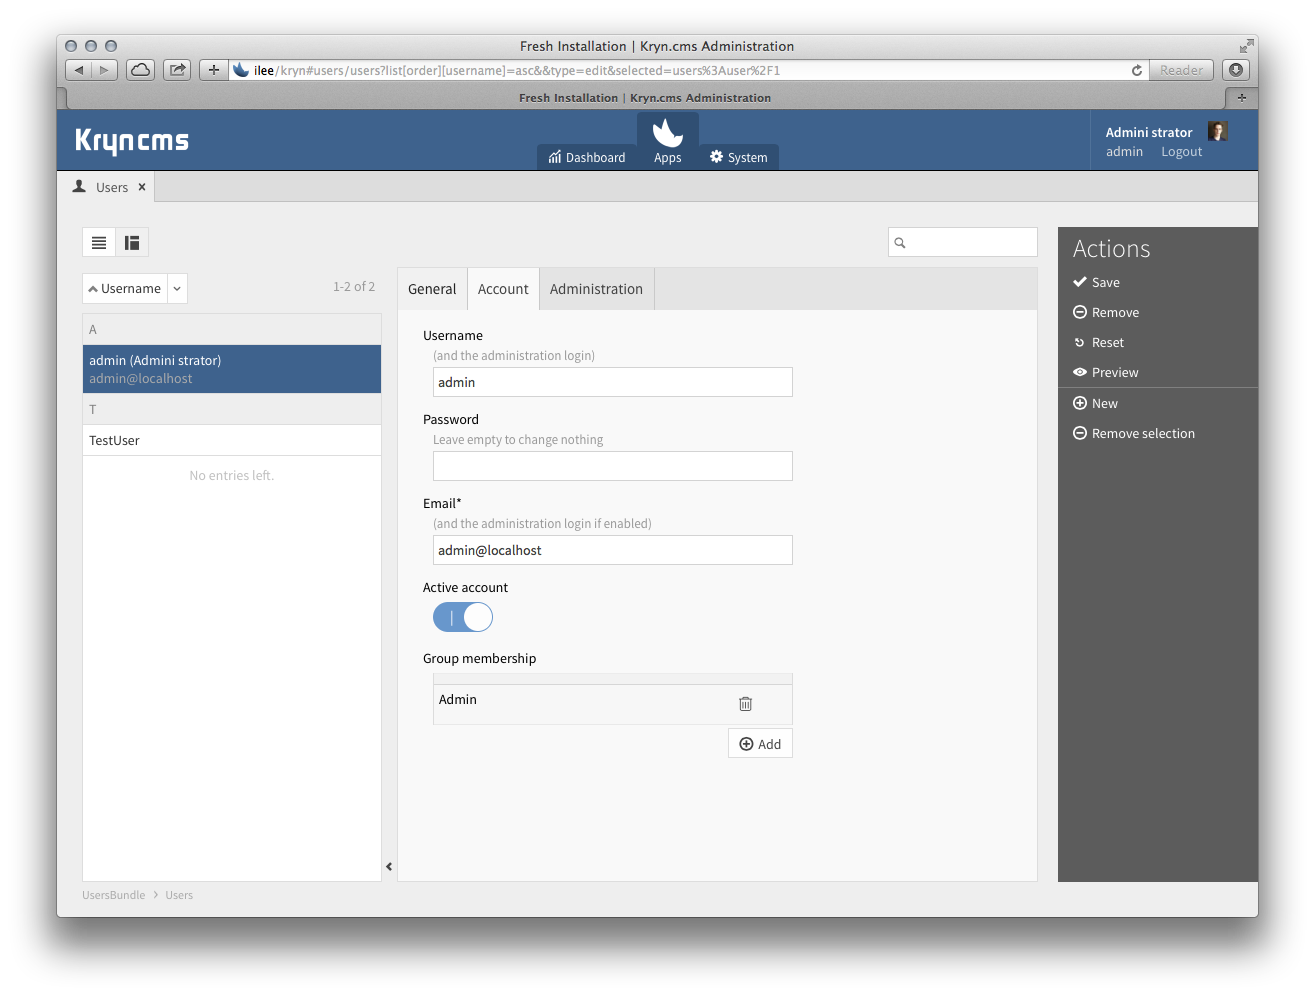 Fresh Installation | Kryn.cms Administration
ilee/kryn#users/users?list[order][username]=asc&&type=edit&selected=users%3Auser%2F1
Reader
Fresh Installation | Kryn.cms Administration
Kryncms
Dashboard
Apps
System
Admini strator
admin Logout
Users
Username
1-2 of 2
A
admin (Admini strator)
admin@localhost
T
TestUser
No entries left.
General
Account
Administration
Username
(and the administration login)
admin
Password
Leave empty to change nothing
Email*
(and the administration login if enabled)
admin@localhost
Active account
Group membership
Admin
Add
Actions
Save
Remove
Reset
Preview
New
Remove selection
UsersBundle > Users